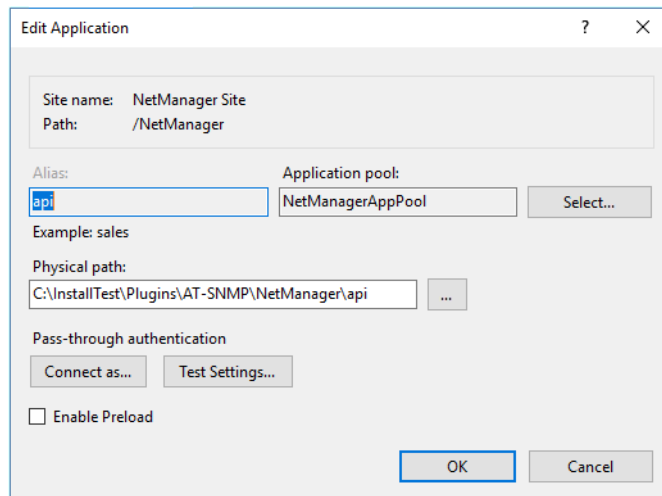 Edit Application
?
Site name: NetManager Site
Path: /NetManager
Alias:
Application pool:
api
NetManagerAppPool
Select...
Example: sales
Physical path:
C:\InstallTest\Plugins\AT-SNMP\NetManager\api
...
Pass-through authentication
Connect as...
Test Settings...
Enable Preload
OK
Cancel